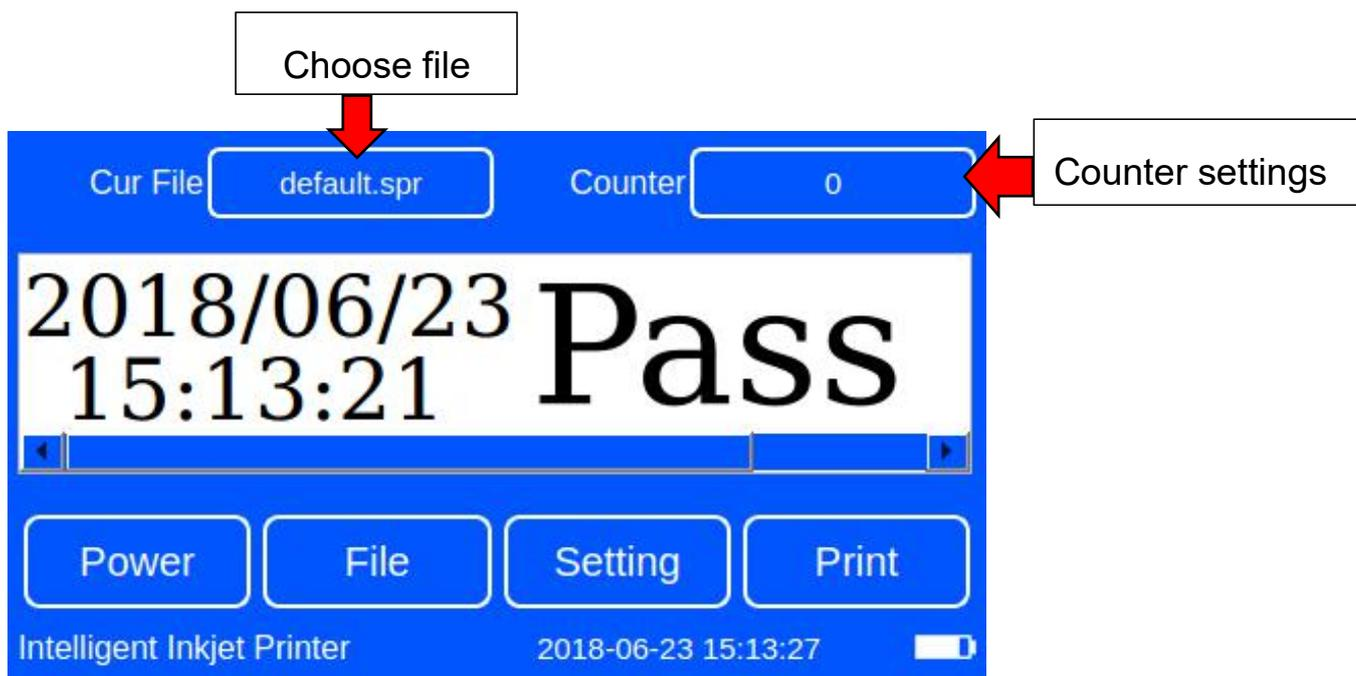 Choose file
Cur File default.spr Counter 0
Counter settings
2018/06/23
15:13:21
Pass
Power File Setting Print
Intelligent Inkjet Printer 2018-06-23 15:13:27